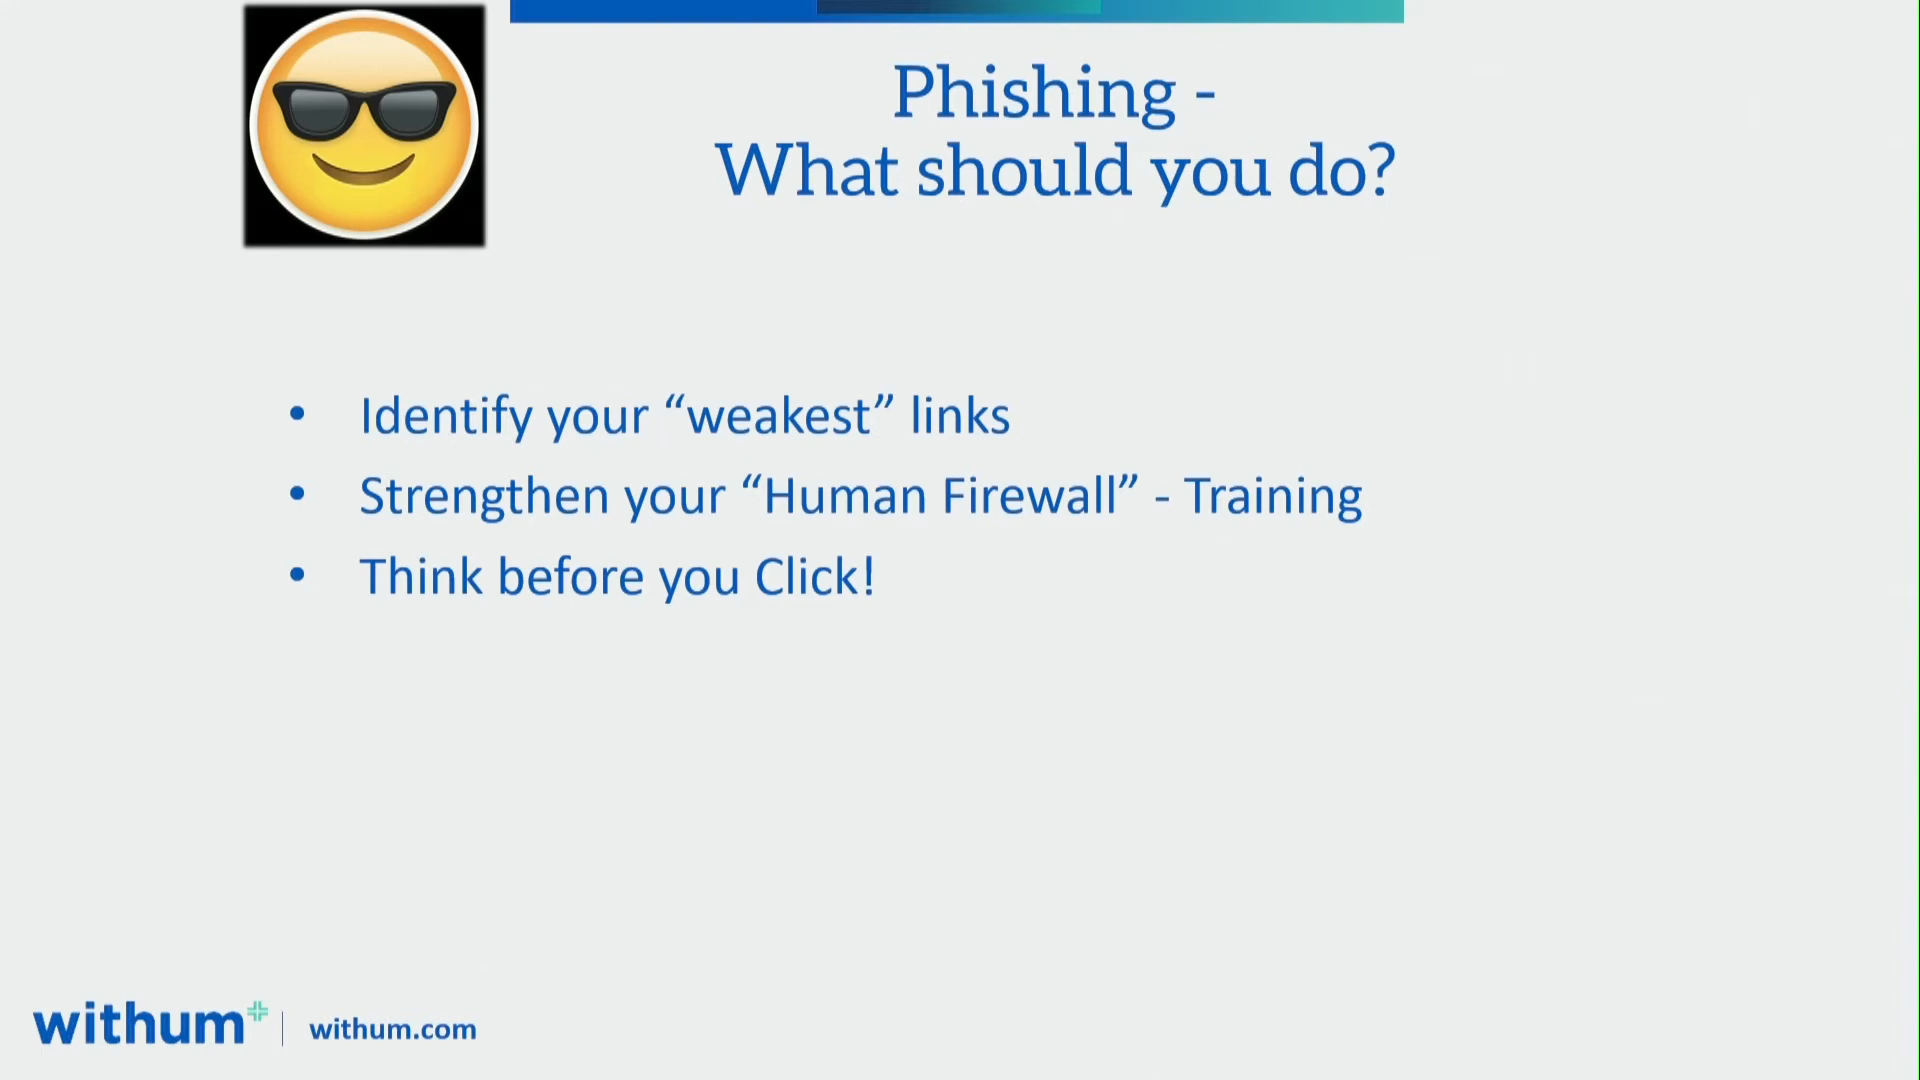 Phishing -
What should you do?
• Identify your “weakest” links
• Strengthen your “Human Firewall” - Training
• Think before you Click!
withum+ | withum.com